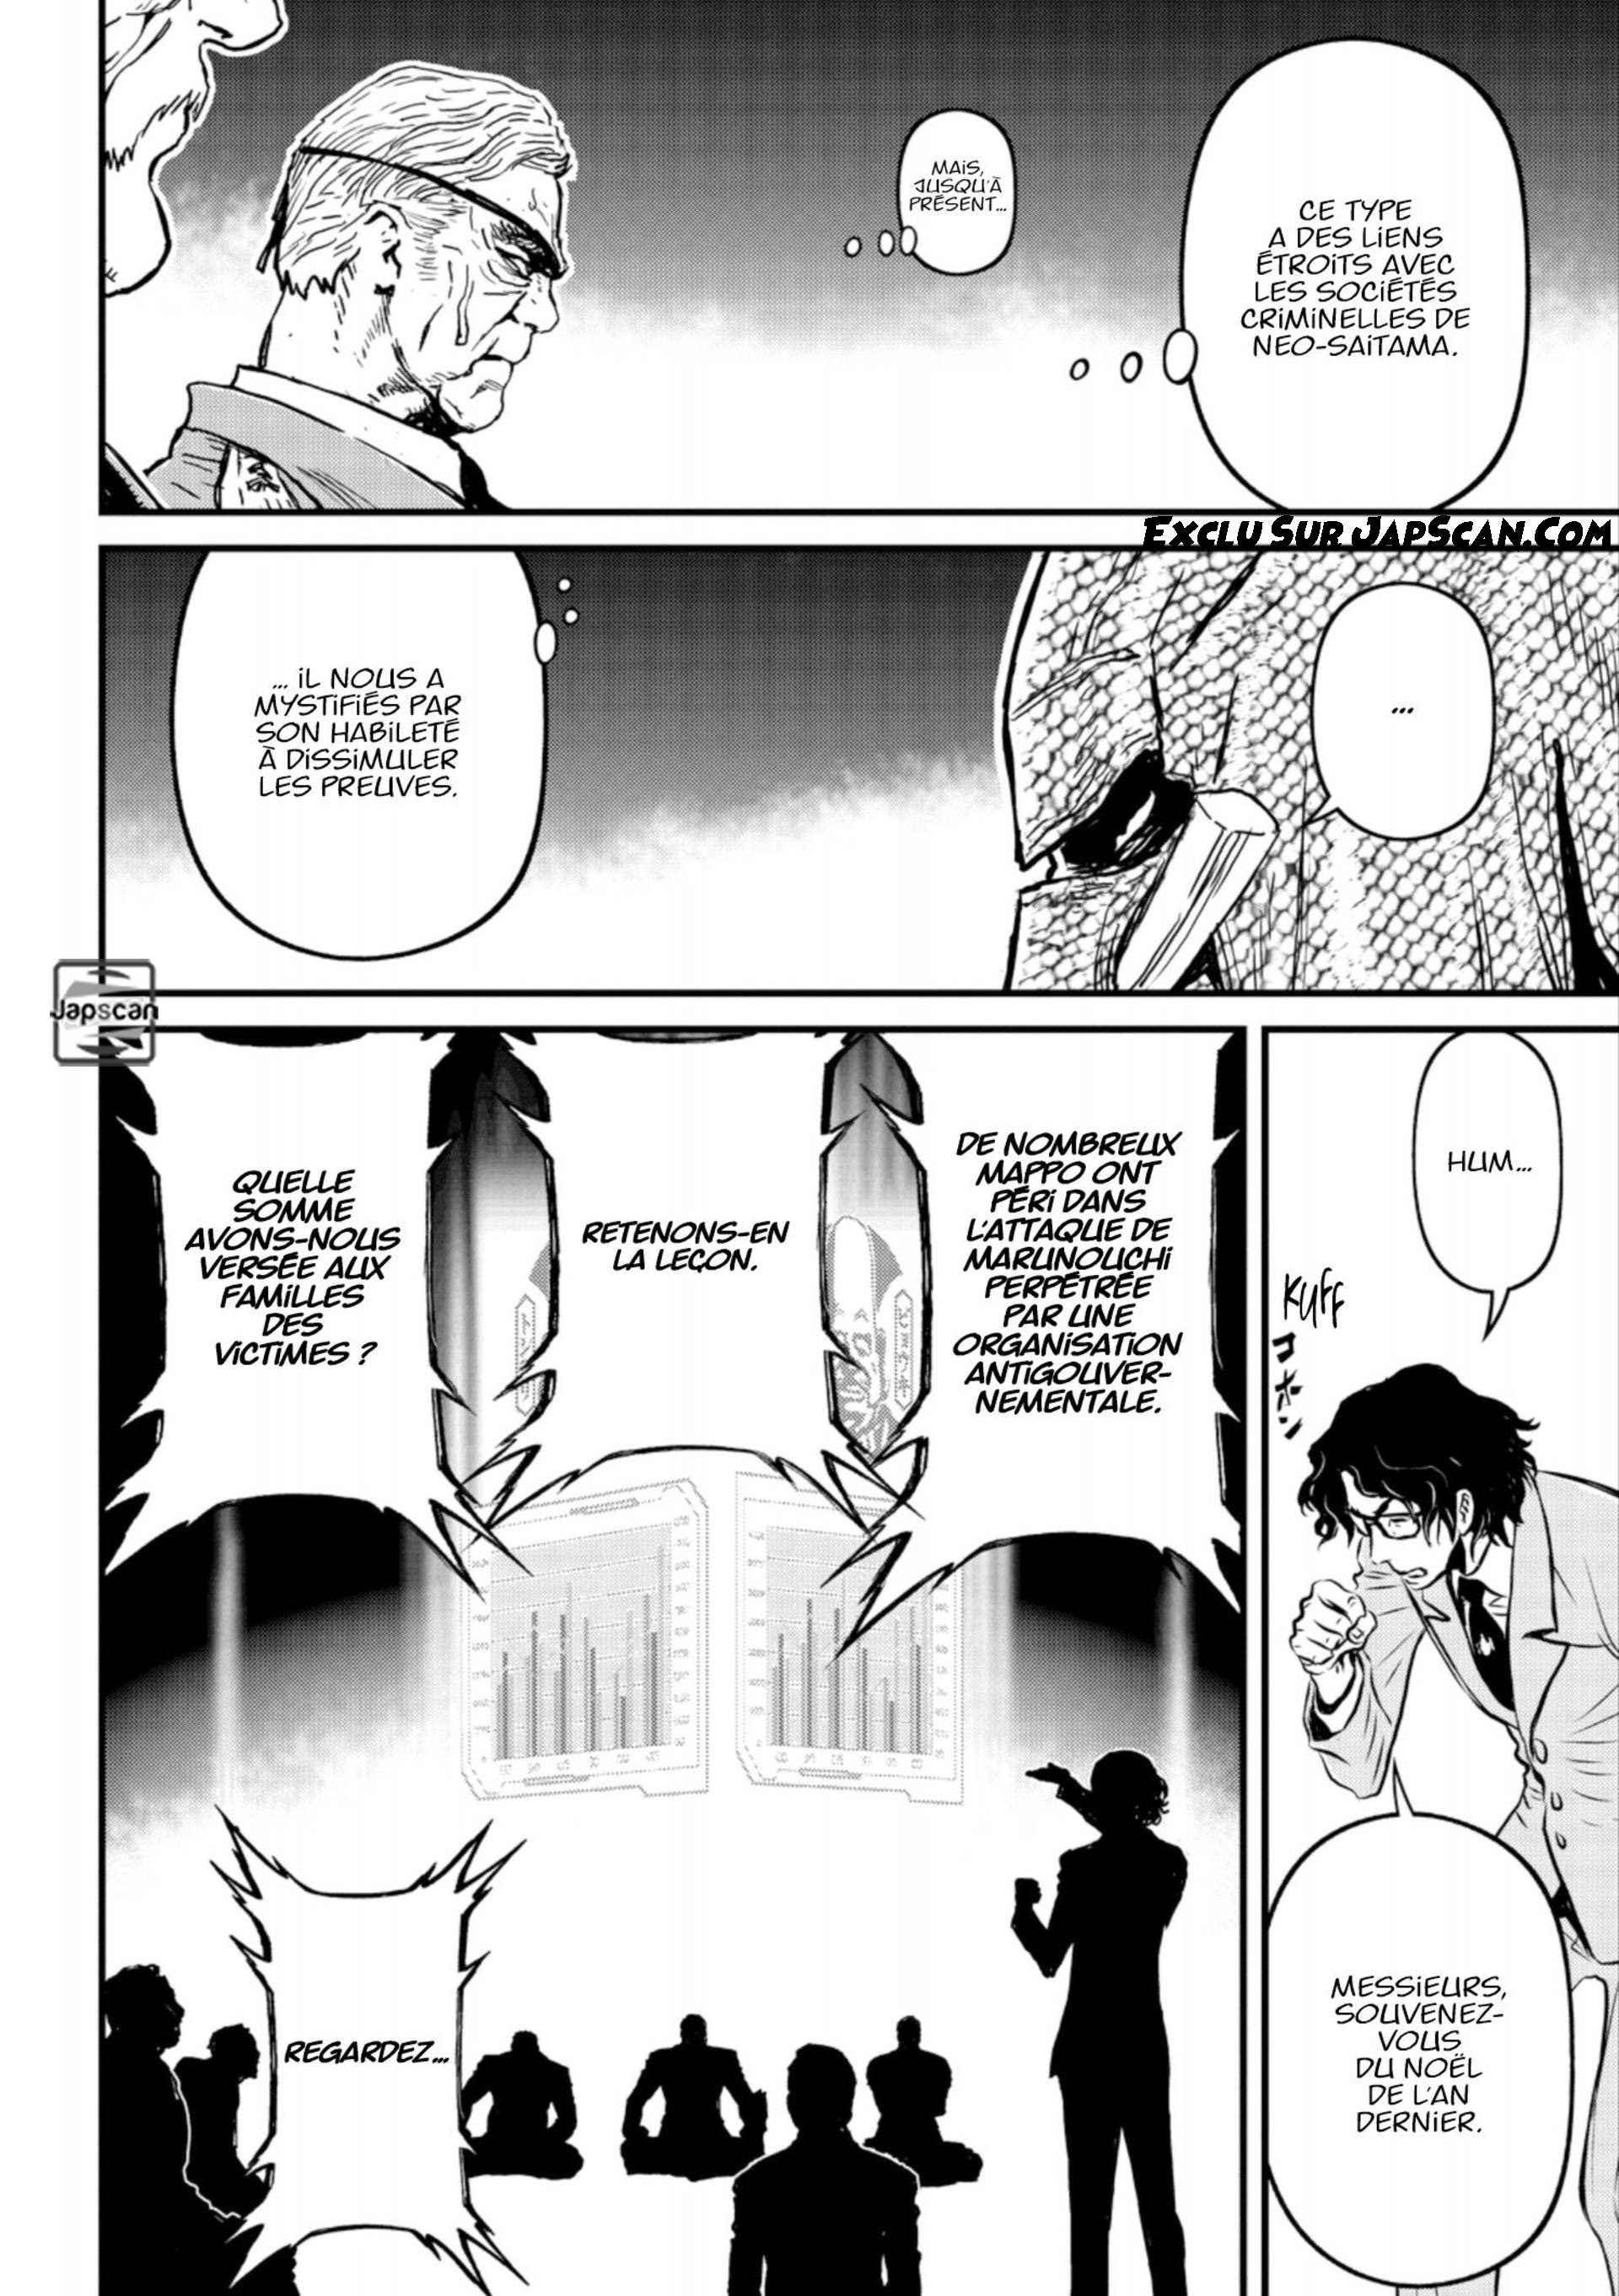 CE TYPE
A DES LIENS
ÉTROITS AVEC
LES SOCIÉTÉS
CRIMINELLES DE
NEO-SAITAMA.
MAIS,
JUSQU'À
PRÉSENT...
EXCLU SUR JAPSCAN.COM
...
... IL NOUS A
MYSTIFIÉS PAR
SON HABILETÉ
À DISSIMULER
LES PREUVES.
Japscan
HUM...
KUFF
コホン
MESSIEURS,
SOUVENEZ-
VOUS
DU NOËL
DE L'AN
DERNIER.
DE NOMBREUX
MAPPO ONT
PÉRI DANS
L'ATTAQUE DE
MARUNOUCHI
PERPÉTRÉE
PAR UNE
ORGANISATION
ANTIGOUVER-
NEMENTALE.
RETENONS-EN
LA LEÇON.
QUELLE
SOMME
AVONS-NOUS
VERSÉE AUX
FAMILLES
DES
VICTIMES ?
REGARDEZ...